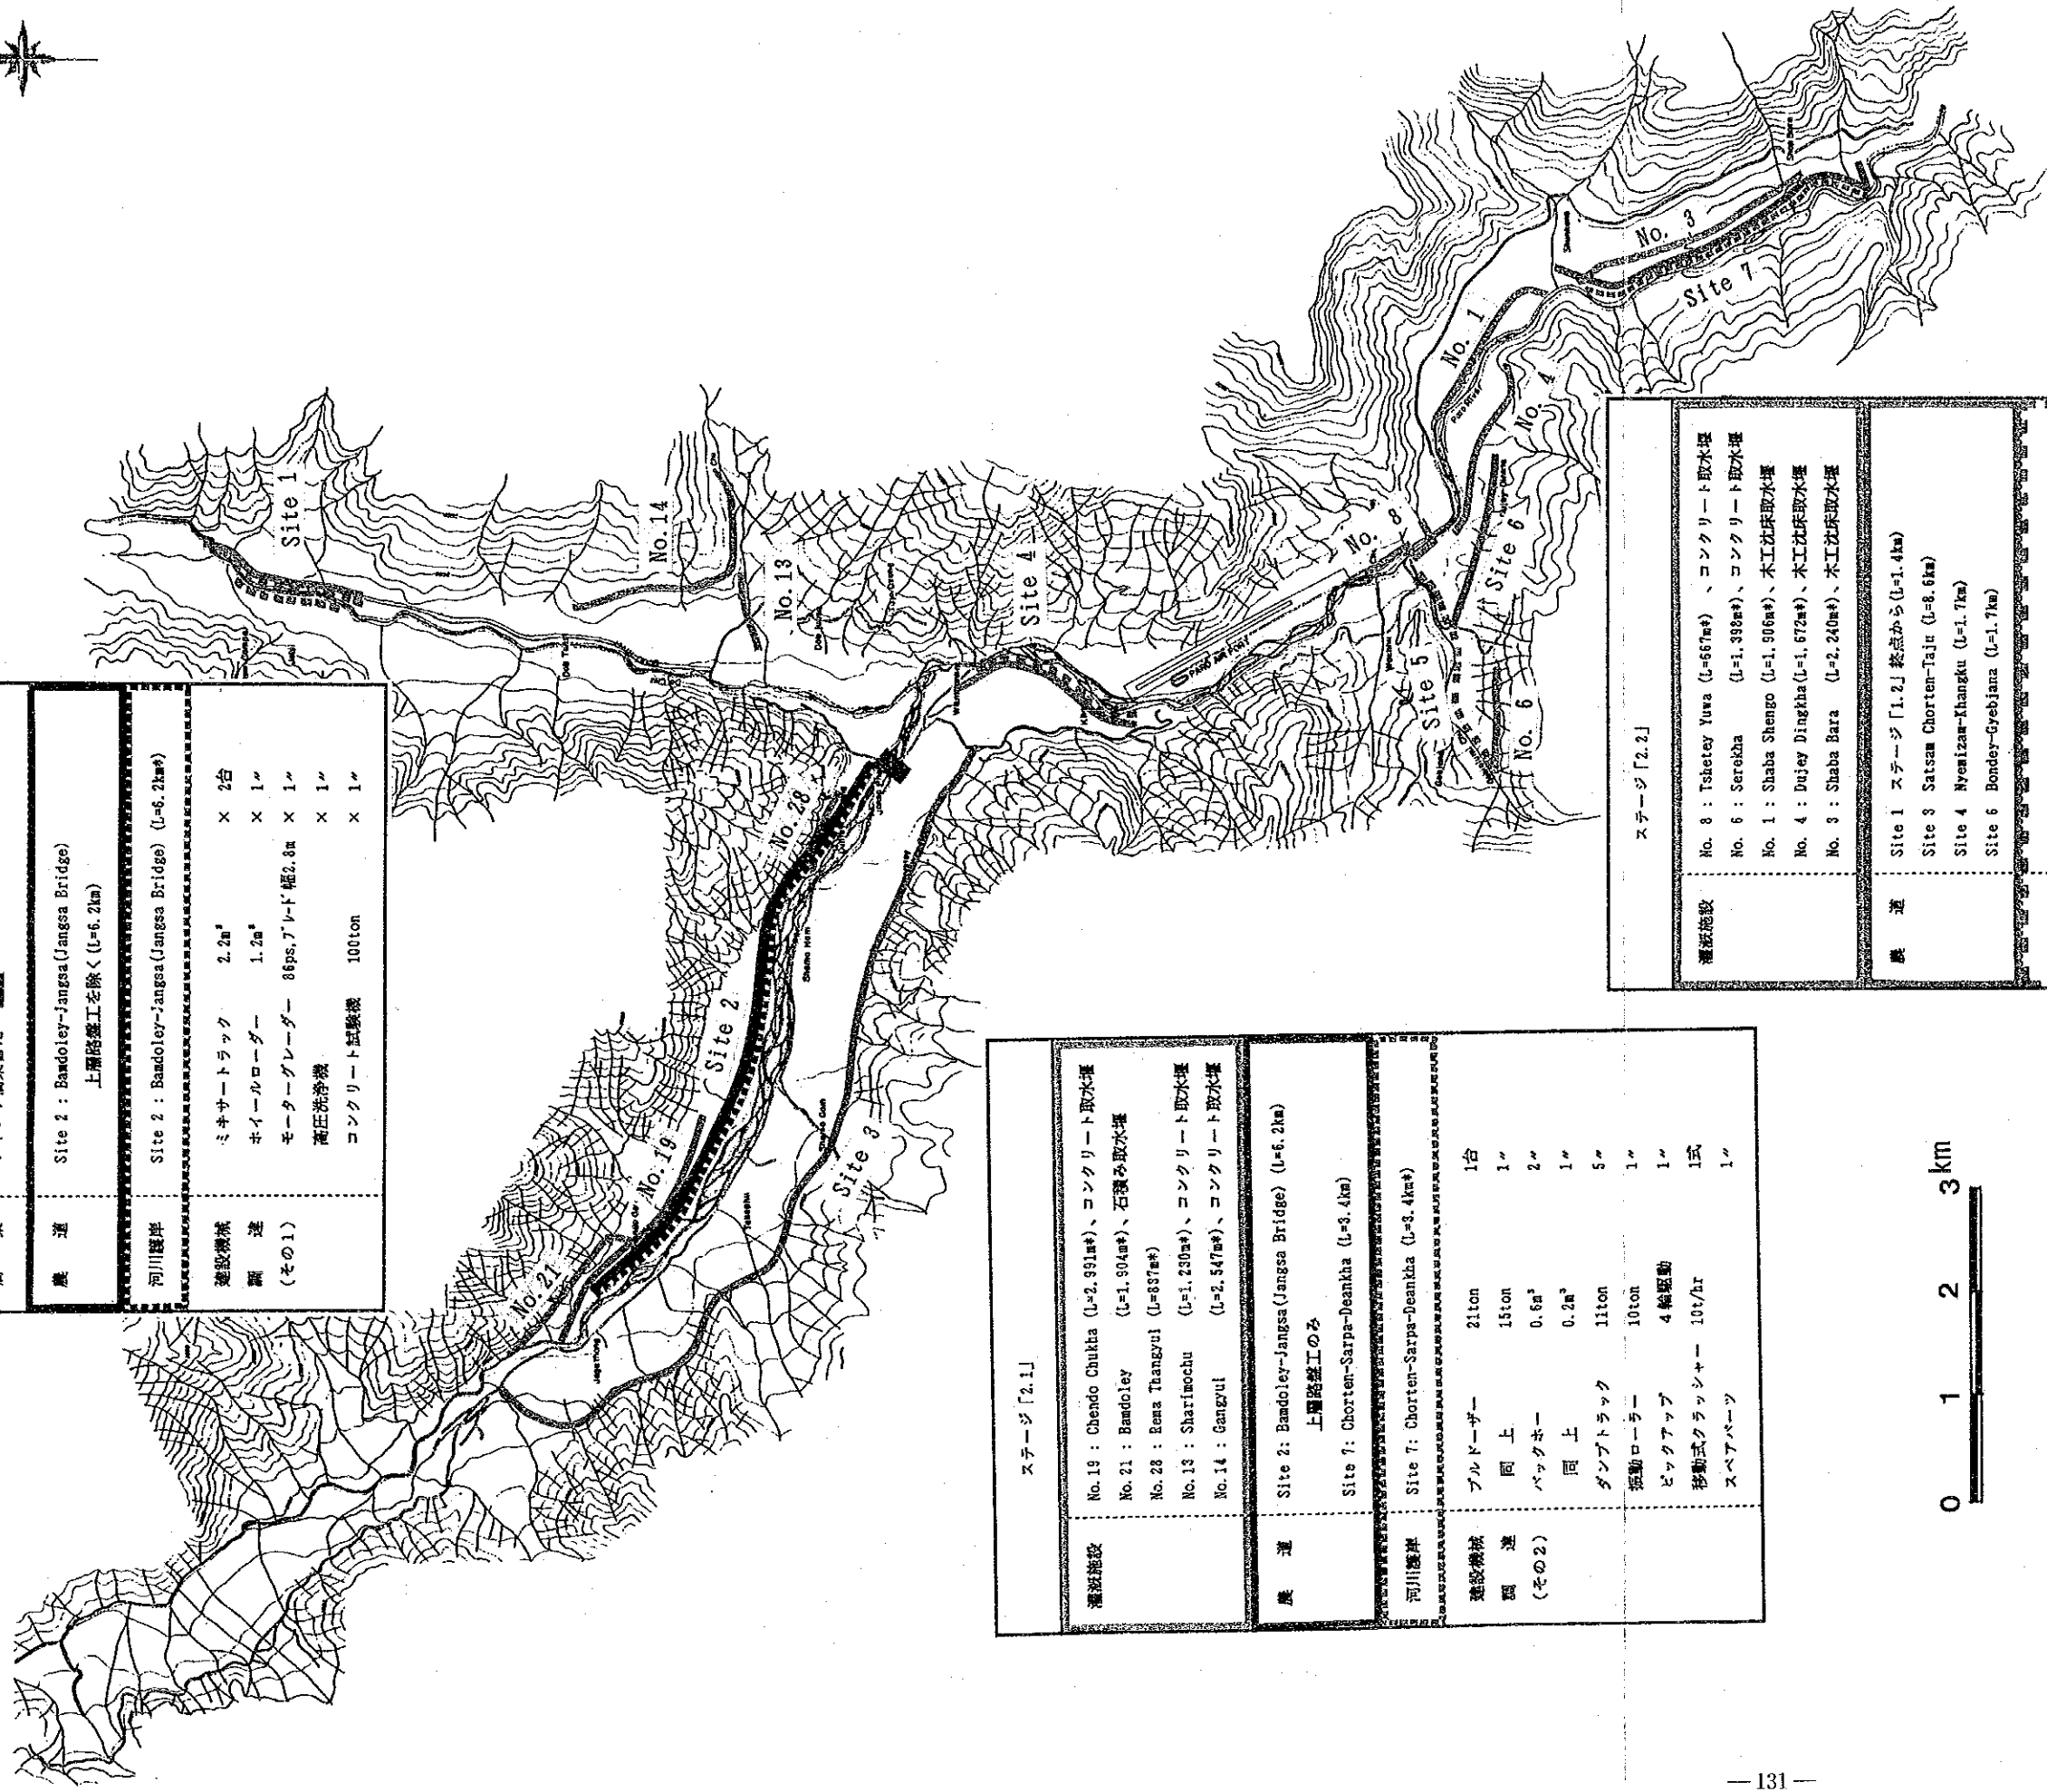 農 道 Site 2 : Bamdoley-Jangsa(Jangsa Bridge)
上層路盤工を除く(L=6.2km)
河川護岸 Site 2 : Bamdoley-Jangsa(Jangsa Bridge) (L=6.2km*)
建設機械 ミキサートラック 2.2m³ × 2台
調 達 ホイールローダー 1.2m³ × 1〃
(その1) モーターグレーダー 86ps,ブレード幅2.8m × 1〃
高圧洗浄機 × 1〃
コンクリート試験機 100ton × 1〃
Site 1
No.14
No.13
Site 4
No. 8
PARO AIR PORT
No. 28
Site 2
No. 19
No. 21
Site 3
Site 5
No. 6
Site 6
No. 4
No. 1
No. 3
Site 7
Paro River
Shomo Nam
ステージ「2.1」
灌漑施設 No.19 : Chendo Chukha (L=2.991m*)、コンクリート取水堰
No.21 : Bamdoley (L=1.904m*)、石積み取水堰
No.28 : Rema Thangyul (L=837m*)
No.13 : Sharimochu (L=1.230m*)、コンクリート取水堰
No.14 : Gangyul (L=2.547m*)、コンクリート取水堰
農 道 Site 2: Bamdoley-Jangsa(Jangsa Bridge) (L=6.2km)
上層路盤工のみ
Site 7: Chorten-Sarpa-Deankha (L=3.4km)
河川護岸 Site 7: Chorten-Sarpa-Deankha (L=3.4km*)
建設機械 ブルドーザー 21ton 1台
調 達 同 上 15ton 1〃
(その2) バックホー 0.6m³ 2〃
同 上 0.2m³ 1〃
ダンプトラック 11ton 5〃
振動ローラー 10ton 1〃
ピックアップ 4輪駆動 1〃
移動式クラッシャー 10t/hr 1式
スペアパーツ 1〃
ステージ「2.2」
灌漑施設 No. 8 : Tshetey Yuwa (L=667m*) 、コンクリート取水堰
No. 6 : Serekha (L=1.398m*)、コンクリート取水堰
No. 1 : Shaba Shengo (L=1.906m*)、木工沈床取水堰
No. 4 : Dujey Dingkha(L=1.672m*)、木工沈床取水堰
No. 3 : Shaba Bara (L=2.240m*)、木工沈床取水堰
農 道 Site 1 ステージ「1.2」終点から(L=1.4km)
Site 3 Satsam Chorten-Taju (L=8.6km)
Site 4 Nyemizam-Khangku (L=1.7km)
Site 6 Bondey-Gyebjana (L=1.7km)
0 1 2 3km
— 131 —